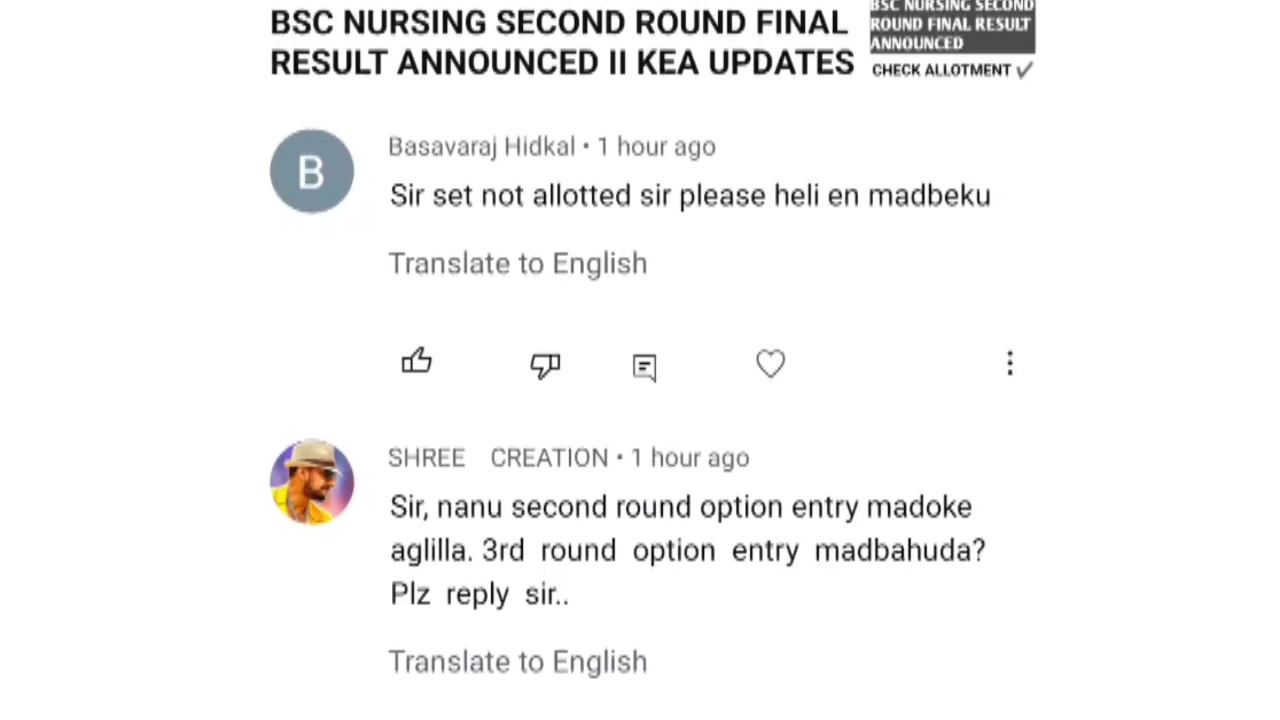 BSC NURSING SECOND ROUND FINAL
RESULT ANNOUNCED II KEA UPDATES
BSC NURSING SECOND
ROUND FINAL RESULT
ANNOUNCED
CHECK ALLOTMENT ✓
B
Basavaraj Hidkal • 1 hour ago
Sir set not allotted sir please heli en madbeku
Translate to English
SHREE CREATION • 1 hour ago
Sir, nanu second round option entry madoke
aglilla. 3rd round option entry madbahuda?
Plz reply sir..
Translate to English